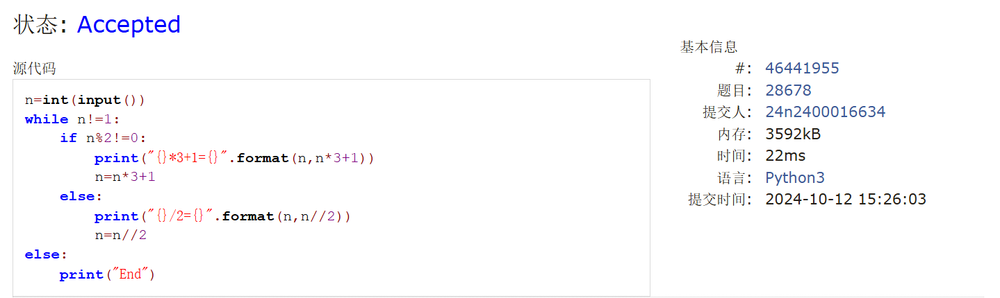 状态: Accepted
源代码
n=int(input())
while n!=1:
    if n%2!=0:
        print("{}*3+1={}".format(n,n*3+1))
        n=n*3+1
    else:
        print("{}/2={}".format(n,n//2))
        n=n//2
else:
    print("End")
基本信息
#: 46441955
题目: 28678
提交人: 24n2400016634
内存: 3592kB
时间: 22ms
语言: Python3
提交时间: 2024-10-12 15:26:03